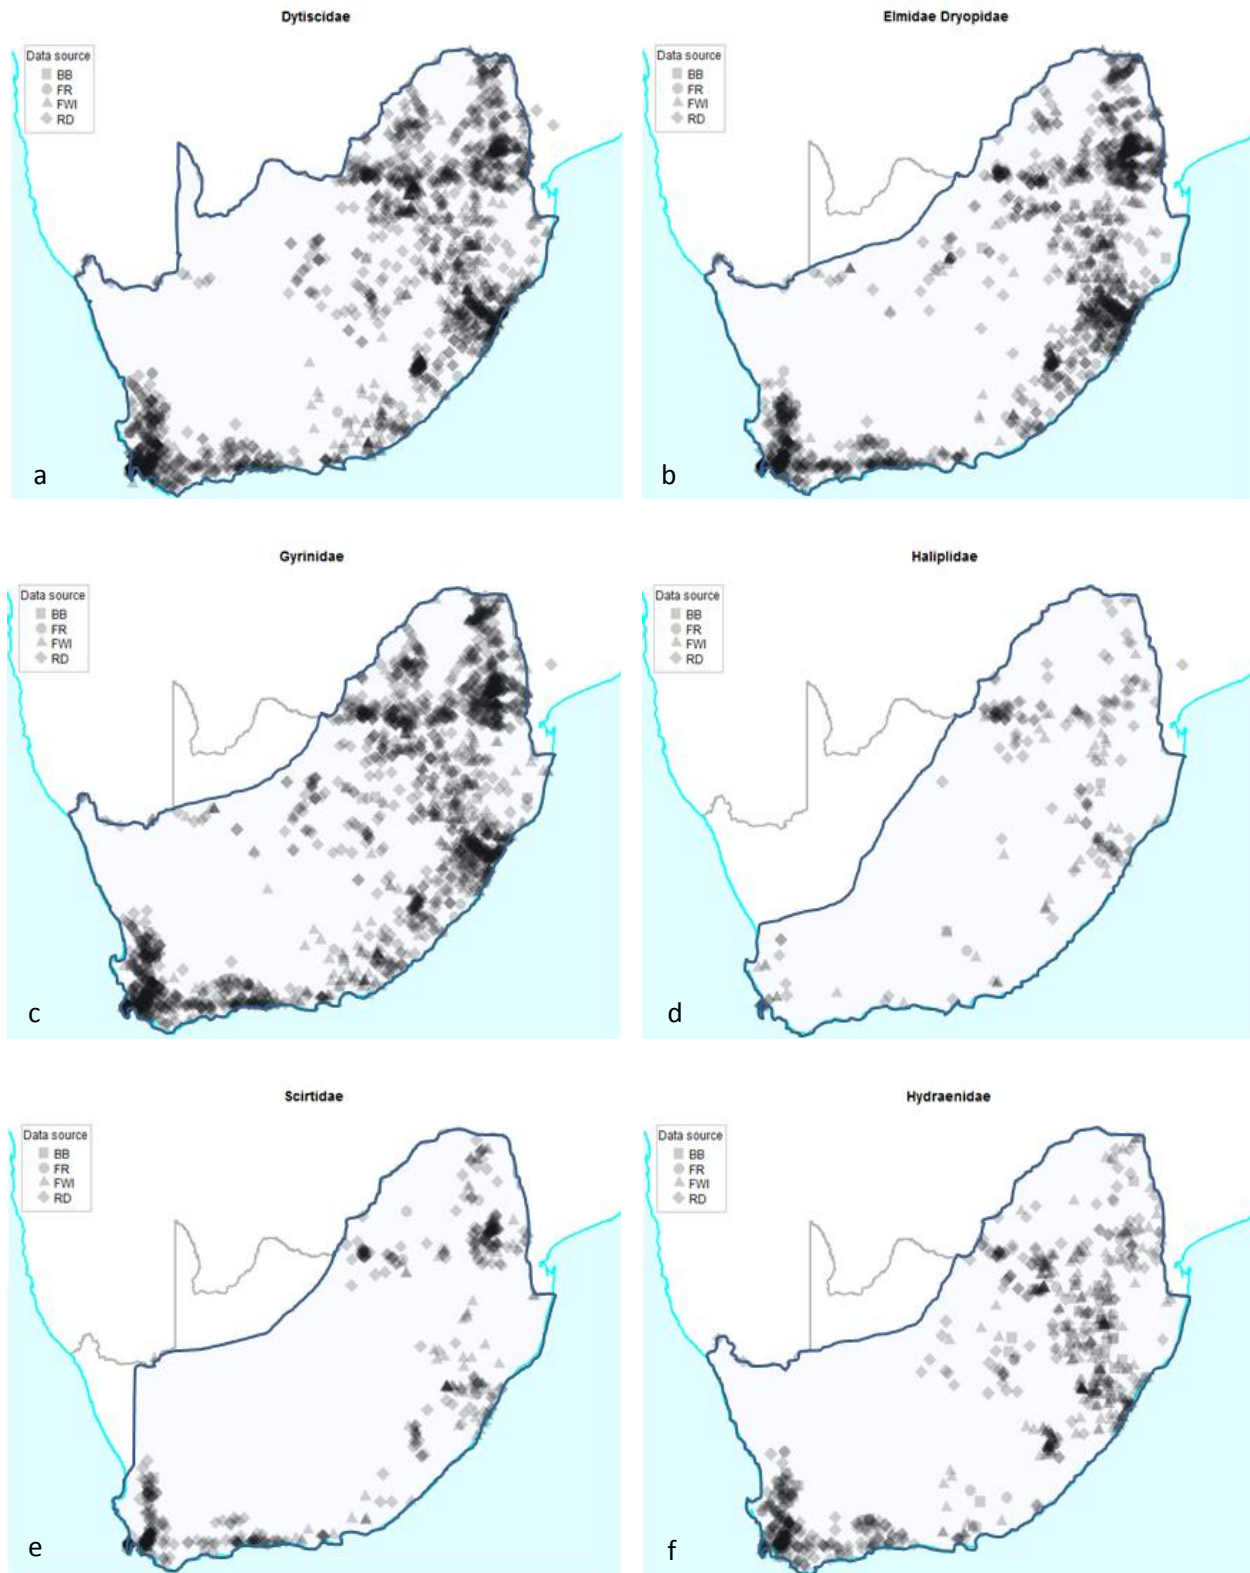 Dytiscidae
Data source
BB
FR
FWI
RD
a
Elmidae Dryopidae
Data source
BB
FR
FWI
RD
b
Gyrinidae
Data source
BB
FR
FWI
RD
c
Haliplidae
Data source
BB
FR
FWI
RD
d
Scirtidae
Data source
BB
FR
FWI
RD
e
Hydraenidae
Data source
BB
FR
FWI
RD
f